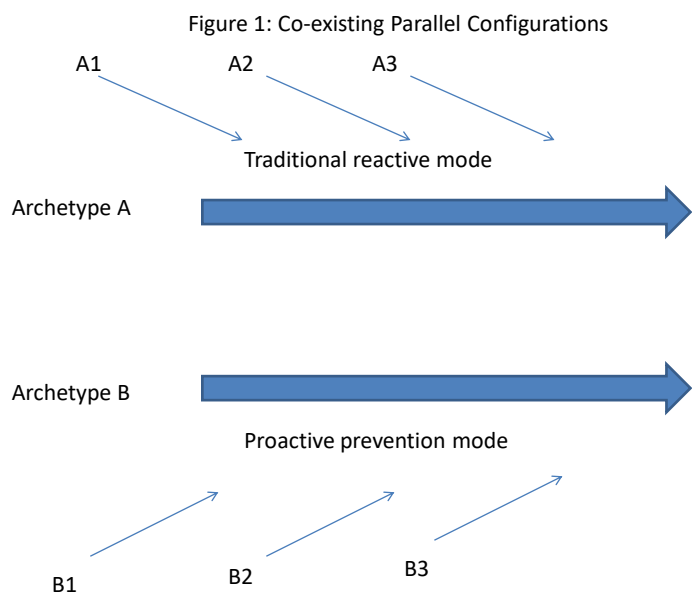 Figure 1: Co-existing Parallel Configurations
A1
A2
A3
Traditional reactive mode
Archetype A
Archetype B
Proactive prevention mode
B1
B2
B3